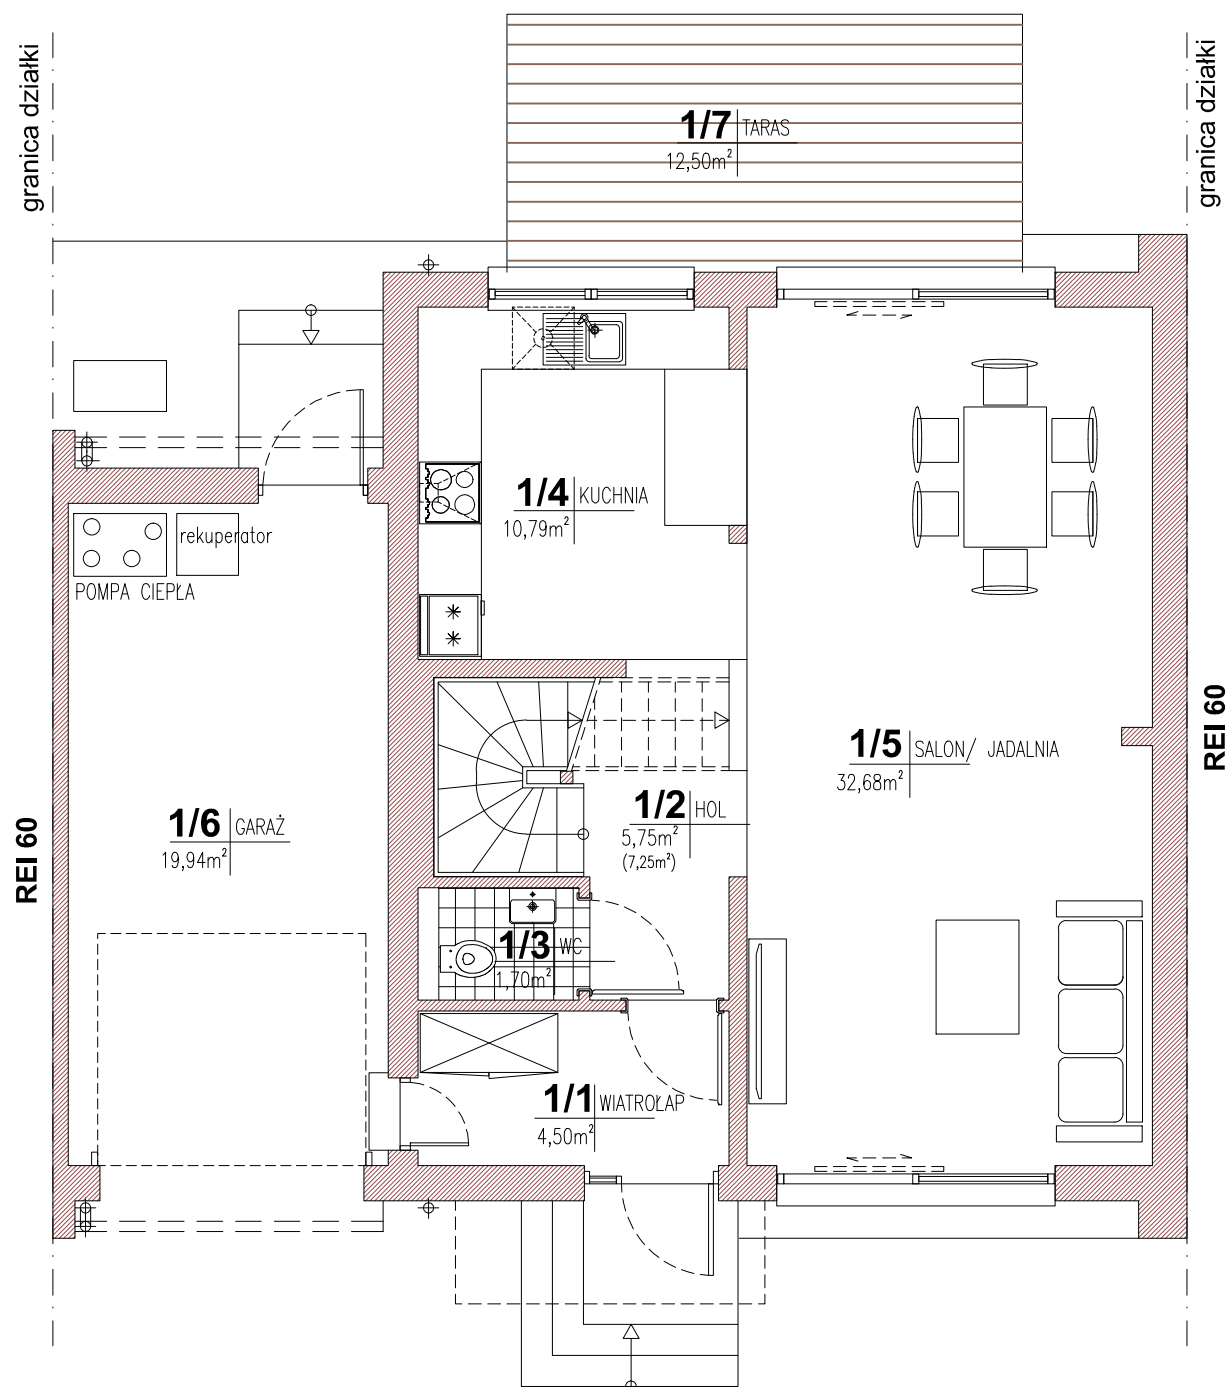 granica działki
granica działki
1/7 TARAS
12,50m²
1/4 KUCHNIA
10,79m²
rekuperator
POMPA CIEPŁA
REI 60
1/5 SALON/ JADALNIA
32,68m²
1/2 HOL
5,75m²
(7,25m²)
1/6 GARAŻ
19,94m²
REI 60
1/3 WC
1,70m²
1/1 WIATROŁAP
4,50m²